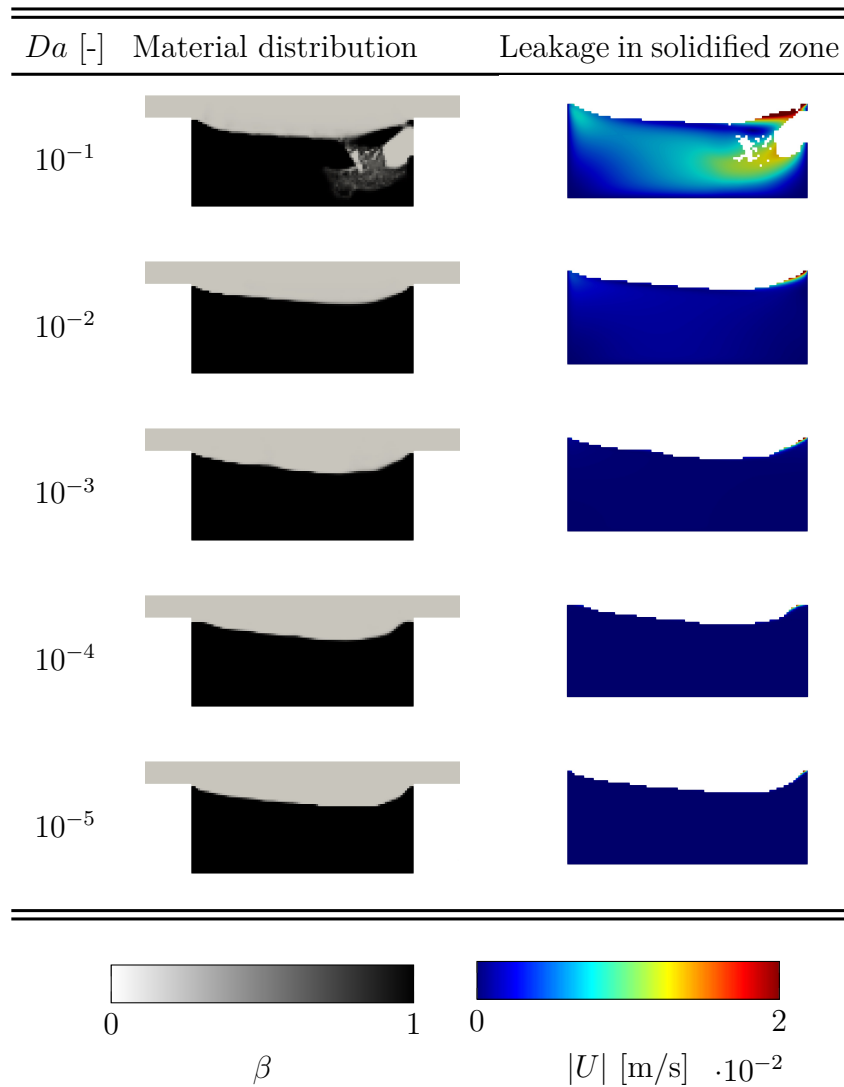 Da [-] Material distribution Leakage in solidified zone
10⁻¹
10⁻²
10⁻³
10⁻⁴
10⁻⁵
0 1 0 2
β |U| [m/s] ·10⁻²